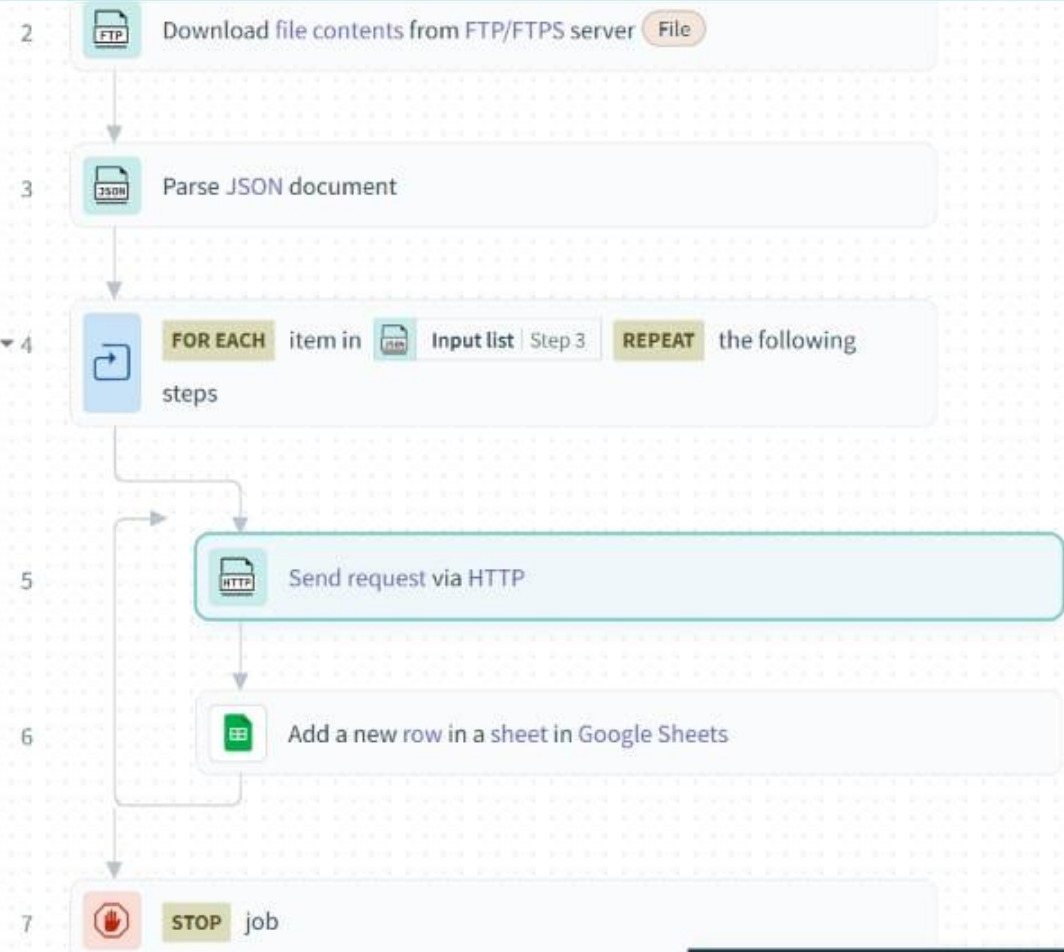 2
FTP
Download file contents from FTP/FTPS server File
3
JSON
Parse JSON document
4
FOR EACH item in JSON Input list Step 3 REPEAT the following
steps
5
HTTP
Send request via HTTP
6
Add a new row in a sheet in Google Sheets
7
STOP job